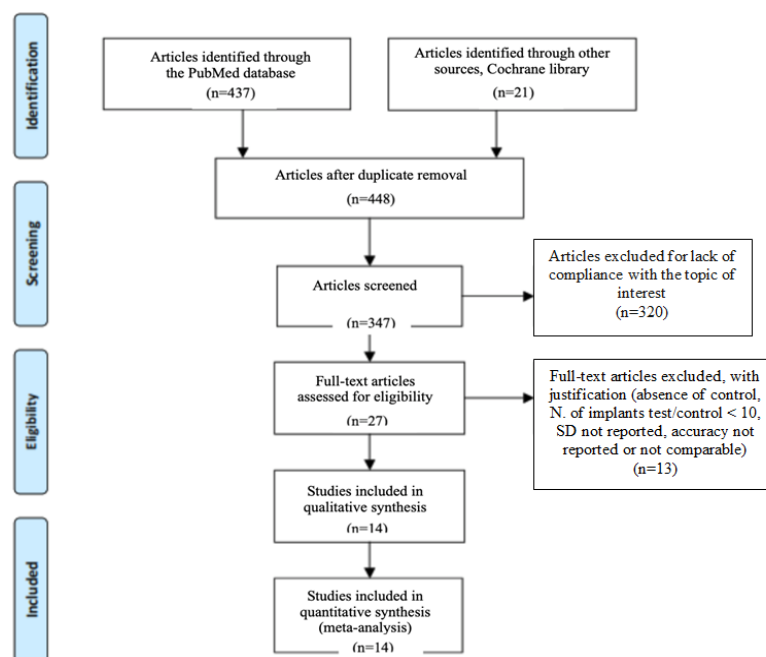 Identification
Articles identified through
the PubMed database
(n=437)
Articles identified through other
sources, Cochrane library
(n=21)
Articles after duplicate removal
(n=448)
Screening
Articles screened
(n=347)
Articles excluded for lack of
compliance with the topic of
interest
(n=320)
Eligibility
Full-text articles
assessed for eligibility
(n=27)
Full-text articles excluded, with
justification (absence of control,
N. of implants test/control < 10,
SD not reported, accuracy not
reported or not comparable)
(n=13)
Studies included in
qualitative synthesis
(n=14)
Included
Studies included in
quantitative synthesis
(meta-analysis)
(n=14)